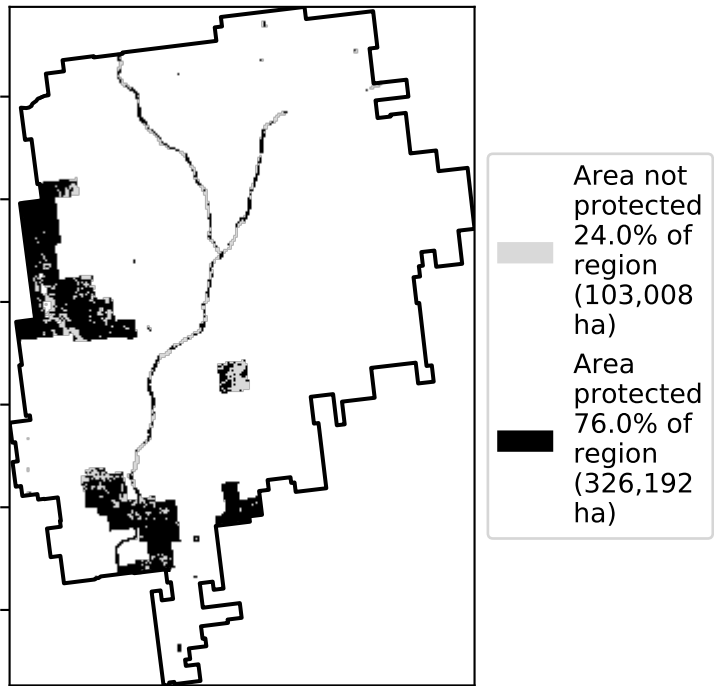 Area not
protected
24.0% of
region
(103,008
ha)
Area
protected
76.0% of
region
(326,192
ha)